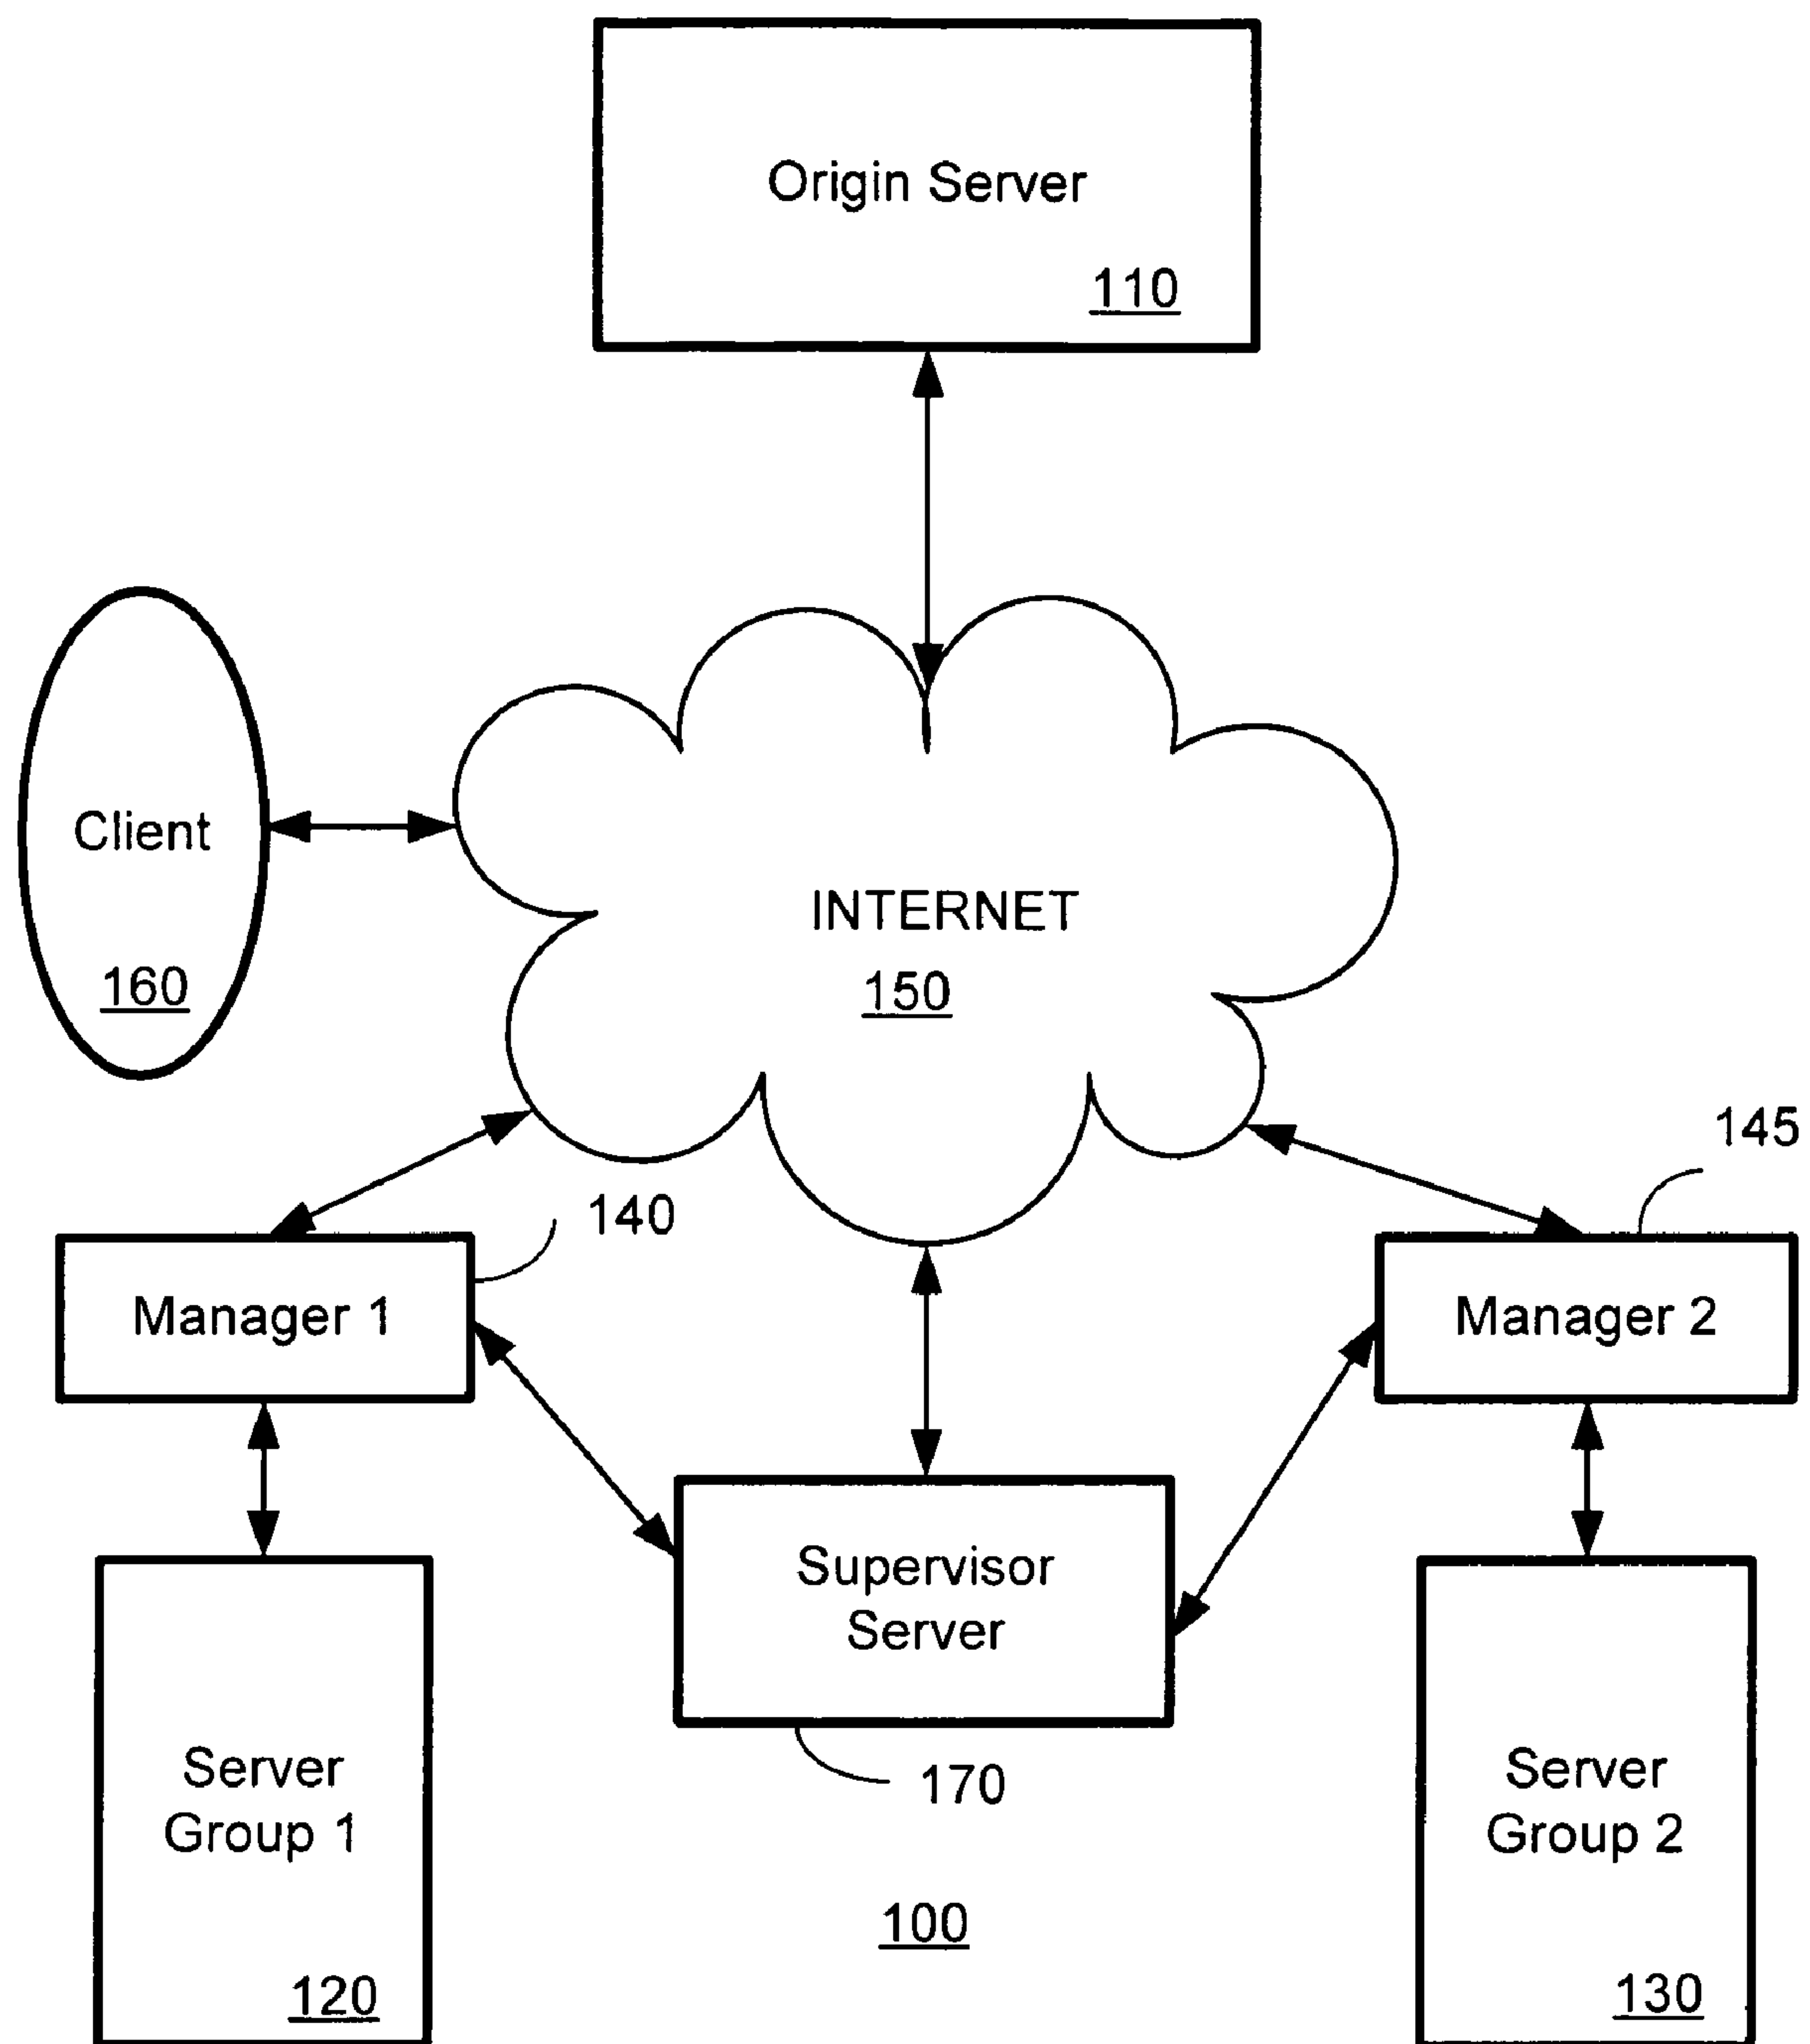 Origin Server
110
Client
160
INTERNET
150
145
140
Manager 1
Manager 2
Supervisor
Server
170
Server
Group 1
120
Server
Group 2
130
100